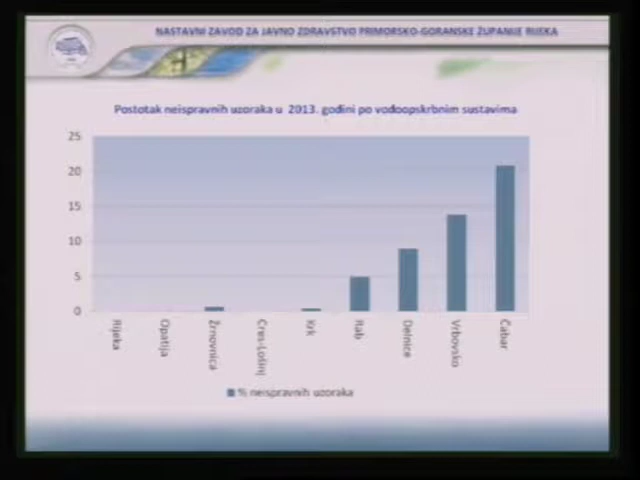 NASTAVNI ZAVOD ZA JAVNO ZDRAVSTVO PRIMORSKO-GORANSKE ŽUPANIJE RIJEKA
Postotak neispravnih uzoraka u 2013. godini po vodoopskrbnim sustavima
25
20
15
10
5
0
Rijeka
Opatija
Žrnovnica
Cres-Lošinj
Krk
Rab
Delnice
Vrbovsko
Čabar
% neispravnih uzoraka